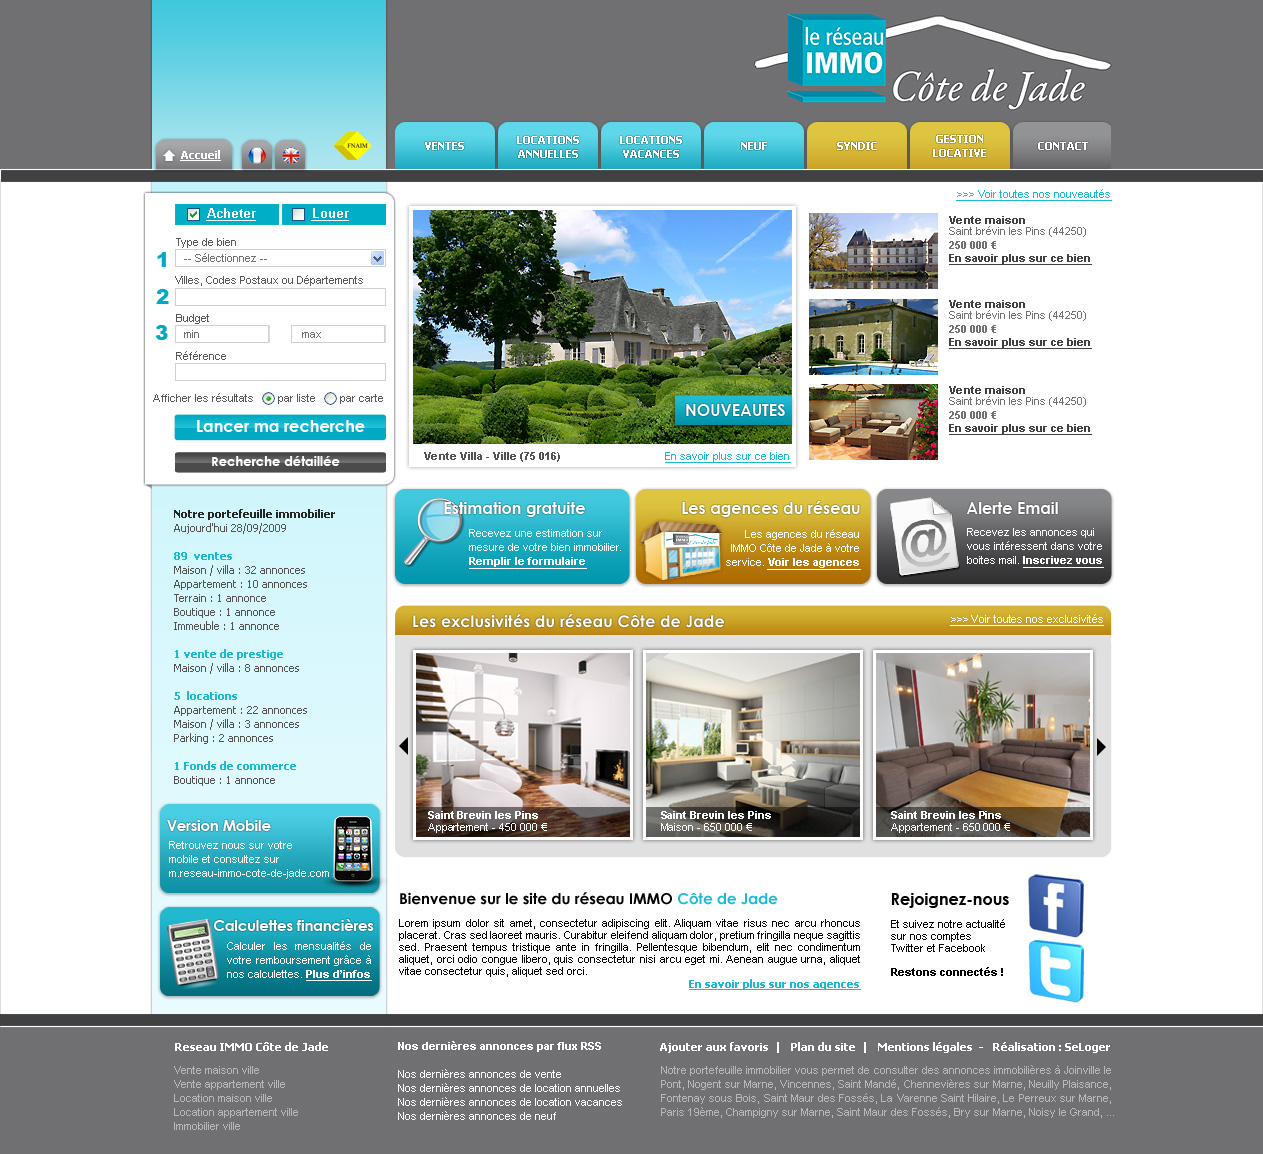 le réseau
IMMO
Côte de Jade
Accueil
FNAIM
VENTES
LOCATIONS
ANNUELLES
LOCATIONS
VACANCES
NEUF
SYNDIC
GESTION
LOCATIVE
CONTACT
Acheter
Louer
1
Type de bien
-- Sélectionnez --
2
Villes, Codes Postaux ou Départements
3
Budget
min
max
Référence
Afficher les résultats
par liste
par carte
Lancer ma recherche
Recherche détaillée
NOUVEAUTES
Vente Villa - Ville (75 016)
En savoir plus sur ce bien
>>> Voir toutes nos nouveautés
Vente maison
Saint brévin les Pins (44250)
250 000 €
En savoir plus sur ce bien
Vente maison
Saint brévin les Pins (44250)
250 000 €
En savoir plus sur ce bien
Vente maison
Saint brévin les Pins (44250)
250 000 €
En savoir plus sur ce bien
Notre portefeuille immobilier
Aujourd'hui 28/09/2009
89 ventes
Maison / villa : 32 annonces
Appartement : 10 annonces
Terrain : 1 annonce
Boutique : 1 annonce
Immeuble : 1 annonce
1 vente de prestige
Maison / villa : 8 annonces
5 locations
Appartement : 22 annonces
Maison / villa : 3 annonces
Parking : 2 annonces
1 Fonds de commerce
Boutique : 1 annonce
Estimation gratuite
Recevez une estimation sur
mesure de votre bien immobilier.
Remplir le formulaire
Les agences du réseau
Les agences du réseau
IMMO Côte de Jade à votre
service. Voir les agences
Alerte Email
Recevez les annonces qui
vous intéressent dans votre
boites mail. Inscrivez vous
@
Les exclusivités du réseau Côte de Jade
>>> Voir toutes nos exclusivités
Saint Brevin les Pins
Appartement - 450 000 €
Saint Brevin les Pins
Maison - 650 000 €
Saint Brevin les Pins
Appartement - 650 000 €
Version Mobile
Retrouvez nous sur votre
mobile et consultez sur
m.reseau-immo-cote-de-jade.com
Calculettes financières
Calculer les mensualités de
votre remboursement grâce à
nos calculettes. Plus d'infos
Bienvenue sur le site du réseau IMMO Côte de Jade
Lorem ipsum dolor sit amet, consectetur adipiscing elit. Aliquam vitae risus nec arcu rhoncus
placerat. Cras sed laoreet mauris. Curabitur eleifend aliquam dolor, pretium fringilla neque sagittis
sed. Praesent tempus tristique ante in fringilla. Pellentesque bibendum, elit nec condimentum
aliquet, orci odio congue libero, quis consectetur nisi arcu eget mi. Aenean augue urna, aliquet
vitae consectetur quis, aliquet sed orci.
En savoir plus sur nos agences
Rejoignez-nous
Et suivez notre actualité
sur nos comptes
Twitter et Facebook
Restons connectés !
f
t
Reseau IMMO Côte de Jade
Vente maison ville
Vente appartement ville
Location maison ville
Location appartement ville
Immobilier ville
Nos dernières annonces par flux RSS
Nos dernières annonces de vente
Nos dernières annonces de location annuelles
Nos dernières annonces de location vacances
Nos dernières annonces de neuf
Ajouter aux favoris | Plan du site | Mentions légales - Réalisation : SeLoger
Notre portefeuille immobilier vous permet de consulter des annonces immobilières à Joinville le
Pont, Nogent sur Marne, Vincennes, Saint Mandé, Chennevières sur Marne, Neuilly Plaisance,
Fontenay sous Bois, Saint Maur des Fossés, La Varenne Saint Hilaire, Le Perreux sur Marne,
Paris 19ème, Champigny sur Marne, Saint Maur des Fossés, Bry sur Marne, Noisy le Grand, ...